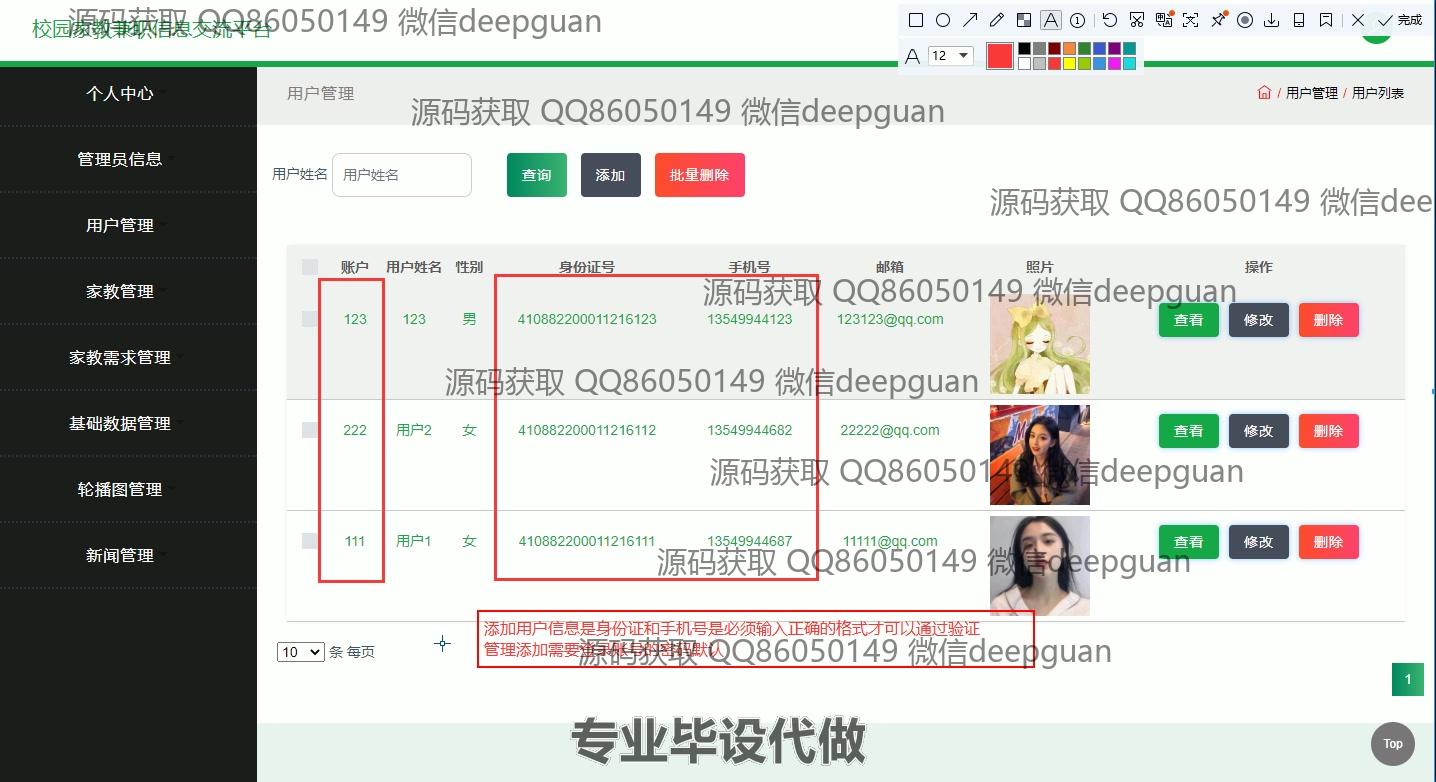 校园家教兼职信息交流平台
源码获取 QQ86050149 微信deepguan
完成
12
个人中心
管理员信息
用户管理
家教管理
家教需求管理
基础数据管理
轮播图管理
新闻管理
用户管理
/ 用户管理 / 用户列表
源码获取 QQ86050149 微信deepguan
用户姓名 用户姓名 查询 添加 批量删除
源码获取 QQ86050149 微信dee
账户 用户姓名 性别 身份证号 手机号 邮箱 照片 操作
源码获取 QQ86050149 微信deepguan
123 123 男 410882200011216123 13549944123 123123@qq.com 查看 修改 删除
源码获取 QQ86050149 微信deepguan
222 用户2 女 410882200011216112 13549944682 22222@qq.com 查看 修改 删除
源码获取 QQ86050149 微信deepguan
111 用户1 女 410882200011216111 13549944687 11111@qq.com 查看 修改 删除
源码获取 QQ86050149 微信deepguan
添加用户信息是身份证和手机号是必须输入正确的格式才可以通过验证
管理添加需要登录账号的密码默认
源码获取 QQ86050149 微信deepguan
10 条 每页
1
专业毕设代做
Top